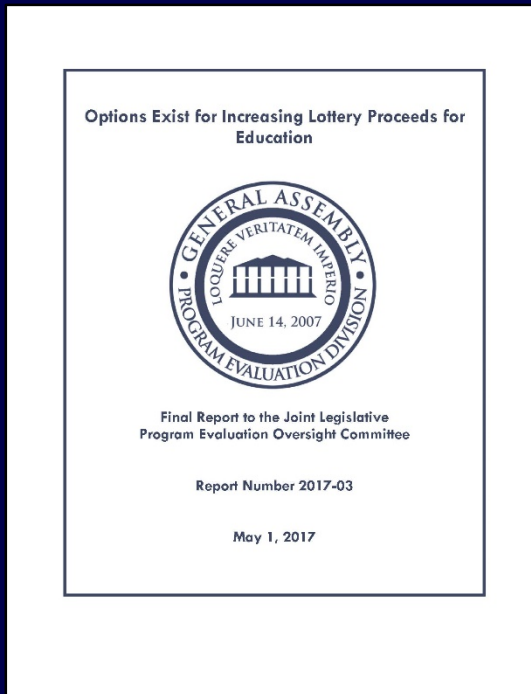 Options Exist for Increasing Lottery Proceeds for
Education
GENERAL ASSEMBLY
LOQUERE VERITATEM IMPERIO
JUNE 14, 2007
PROGRAM EVALUATION DIVISION
Final Report to the Joint Legislative
Program Evaluation Oversight Committee
Report Number 2017-03
May 1, 2017